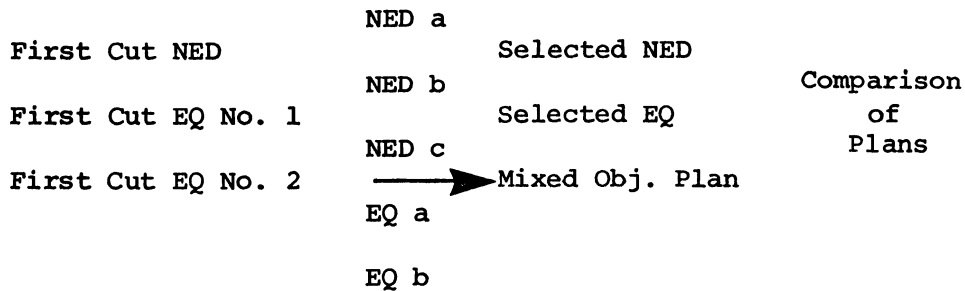 First Cut NED
First Cut EQ No. 1
First Cut EQ No. 2
NED a
NED b
NED c
EQ a
EQ b
Selected NED
Selected EQ
Mixed Obj. Plan
Comparison
of
Plans